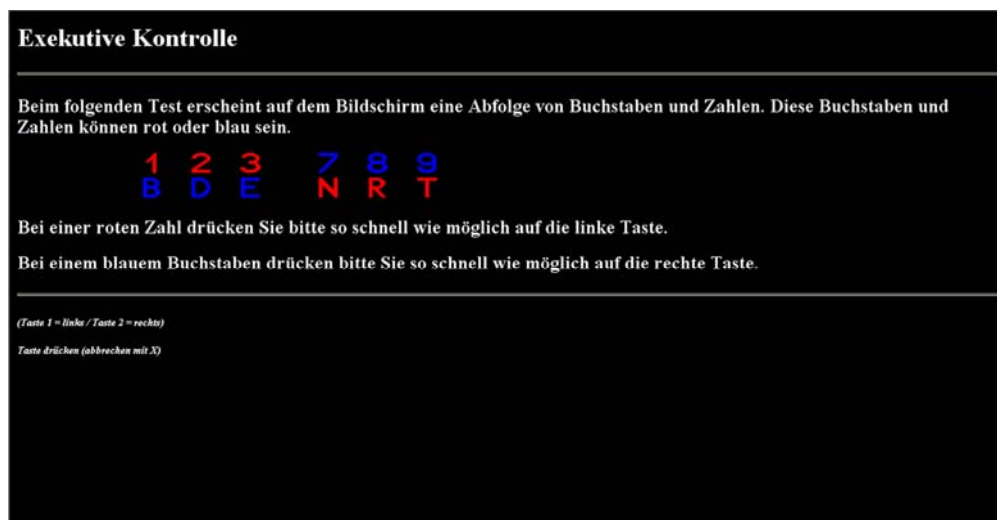 Exekutive Kontrolle
Beim folgenden Test erscheint auf dem Bildschirm eine Abfolge von Buchstaben und Zahlen. Diese Buchstaben und
Zahlen können rot oder blau sein.
1 2 3 7 8 9
B D E N R T
Bei einer roten Zahl drücken Sie bitte so schnell wie möglich auf die linke Taste.
Bei einem blauem Buchstaben drücken bitte Sie so schnell wie möglich auf die rechte Taste.
(Taste 1 = links / Taste 2 = rechts)
Taste drücken (abbrechen mit X)